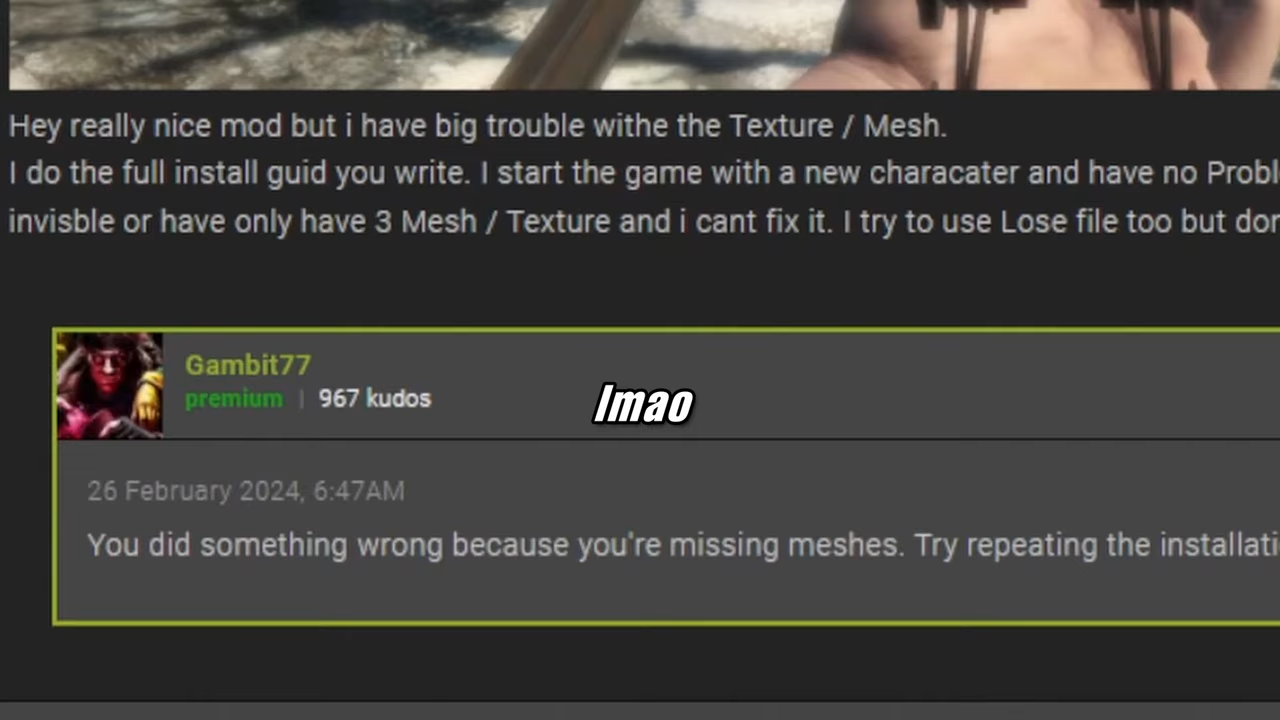 Hey really nice mod but i have big trouble withe the Texture / Mesh.
I do the full install guid you write. I start the game with a new characater and have no
invisble or have only have 3 Mesh / Texture and i cant fix it. I try to use Lose file too but
Gambit77
premium | 967 kudos
lmao
26 February 2024, 6:47AM
You did something wrong because you're missing meshes. Try repeating the